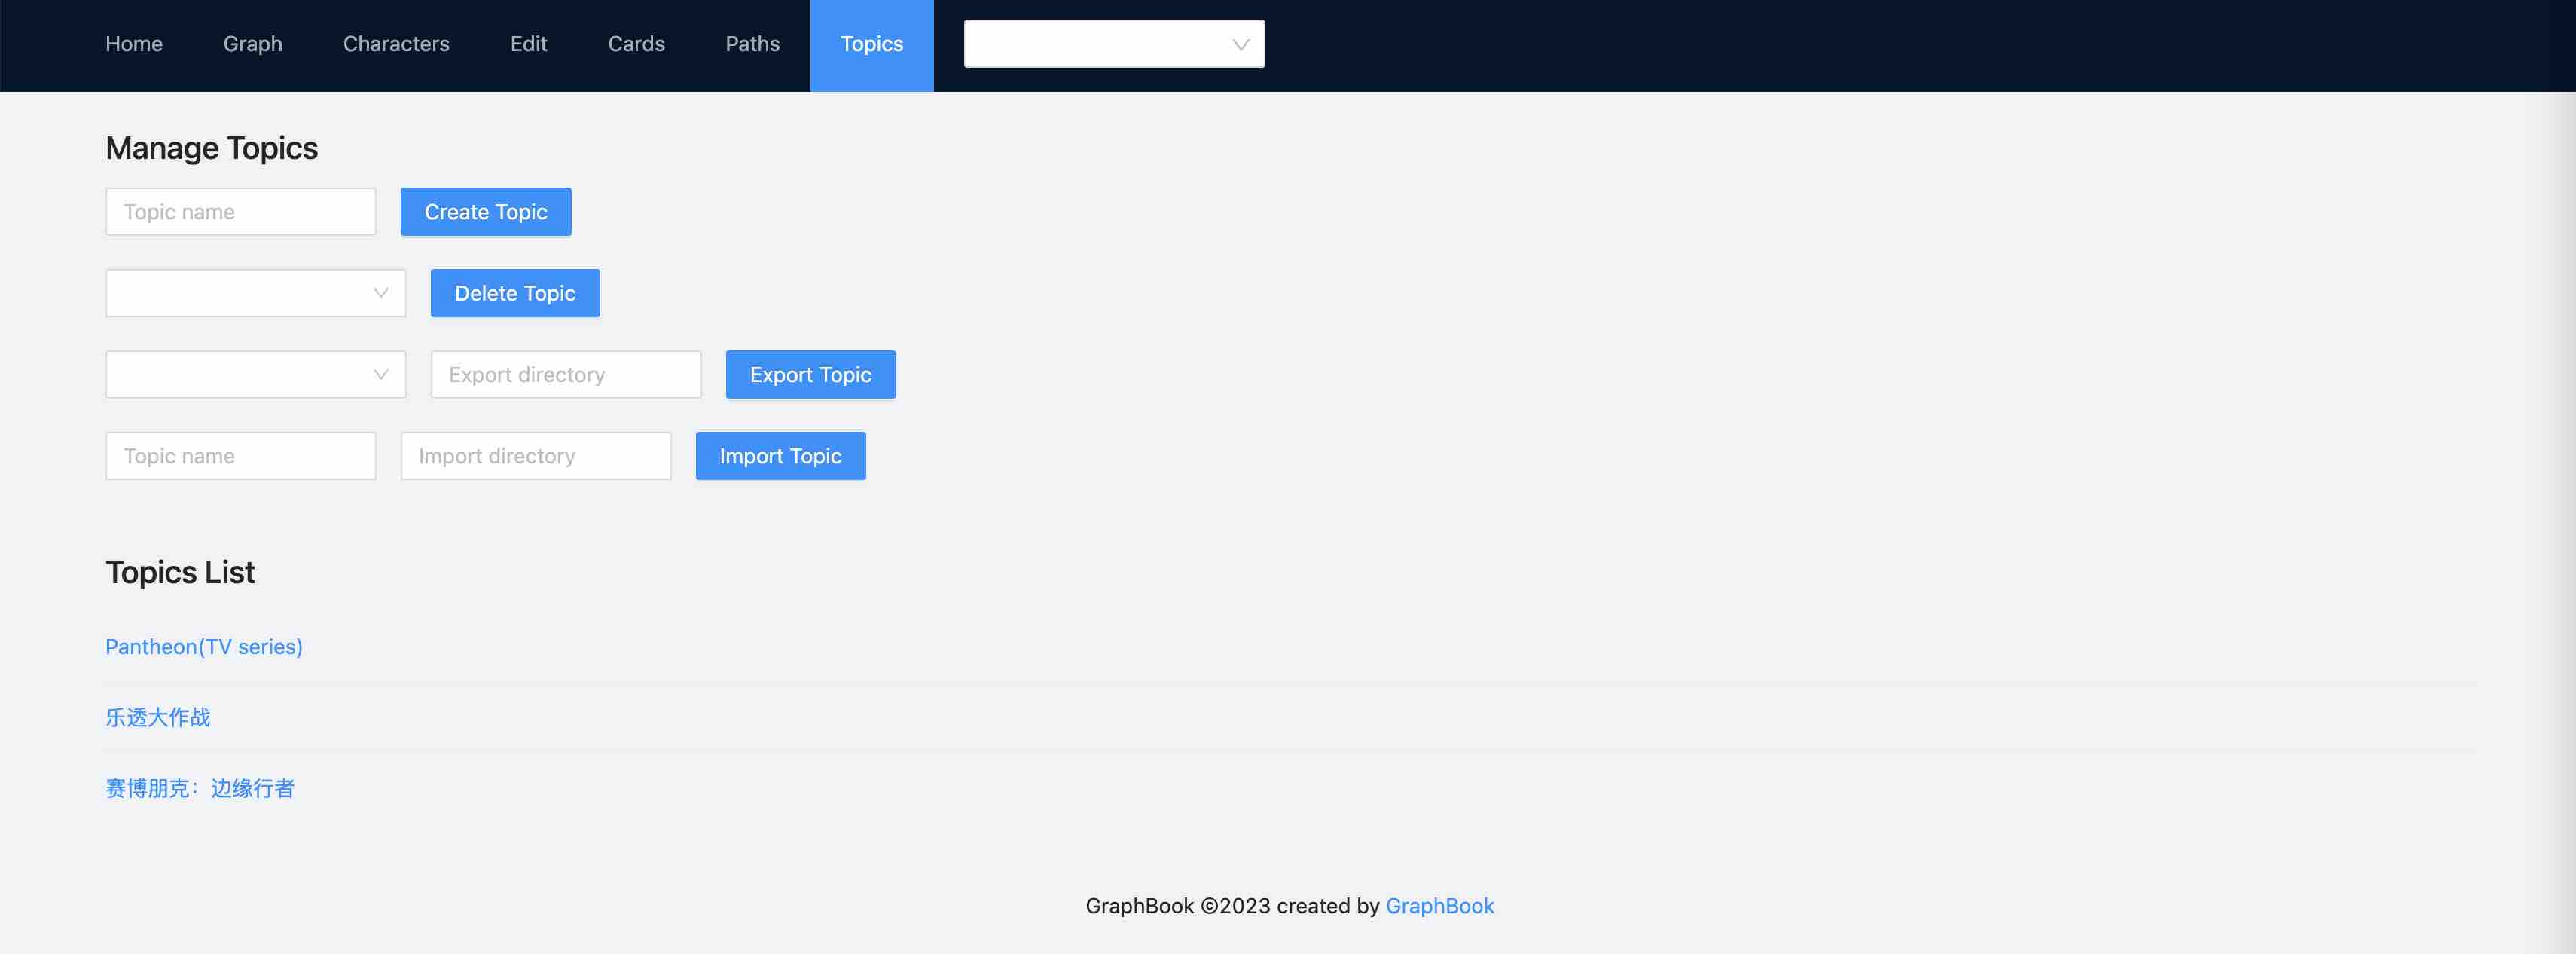 Home Graph Characters Edit Cards Paths Topics
Manage Topics
Topic name Create Topic
Delete Topic
Export directory Export Topic
Topic name Import directory Import Topic
Topics List
Pantheon(TV series)
乐透大作战
赛博朋克：边缘行者
GraphBook ©2023 created by GraphBook